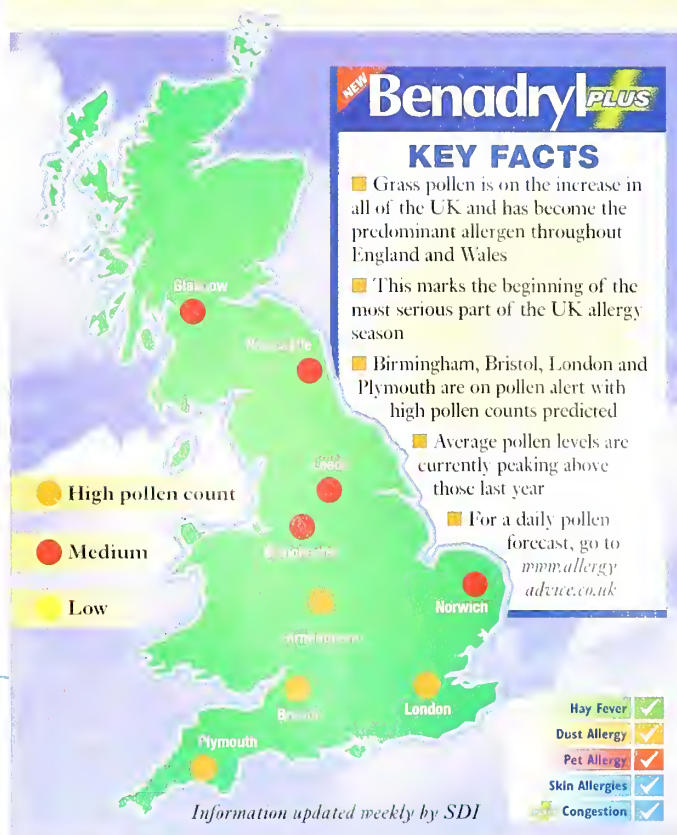 NEW
Benadryl PLUS
KEY FACTS
Grass pollen is on the increase in
all of the UK and has become the
predominant allergen throughout
England and Wales
This marks the beginning of the
most serious part of the UK allergy
season
Birmingham, Bristol, London and
Plymouth are on pollen alert with
high pollen counts predicted
Average pollen levels are
currently peaking above
those last year
For a daily pollen
forecast, go to
www.allergy
advice.co.uk
Glasgow
Newcastle
Leeds
High pollen count
Medium
Low
Manchester
Norwich
Birmingham
Bristol
London
Plymouth
Hay Fever
Dust Allergy
Pet Allergy
Skin Allergies
Congestion
Information updated weekly by SDI